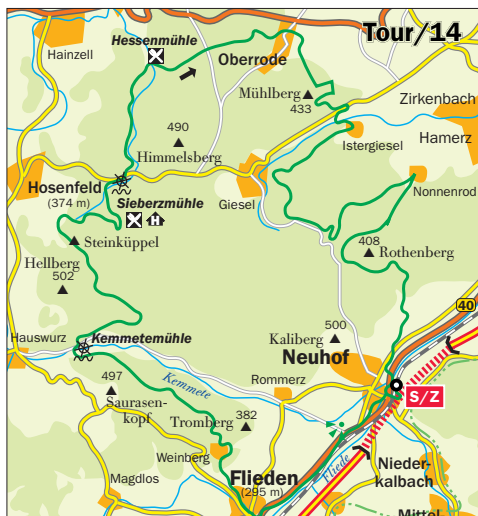 Tour/14
Hessenmühle
Hainzell
Oberrode
Mühlberg
433
Zirkenbach
490
Himmelsberg
Istergiesel
Hamerz
Hosenfeld
(374 m)
Sieberzmühle
H
Giesel
Nonnenrod
Steinküppel
408
Rothenberg
Hellberg
502
40
Hauswurz
Kemmetemühle
500
Kaliberg
Neuhof
Kemmete
Rommerz
S/Z
497
Saurasen-
kopf
382
Tromberg
Weinberg
Magdlos
Flieden
(295 m)
Fliede
Nieder-
kalbach
Mittel